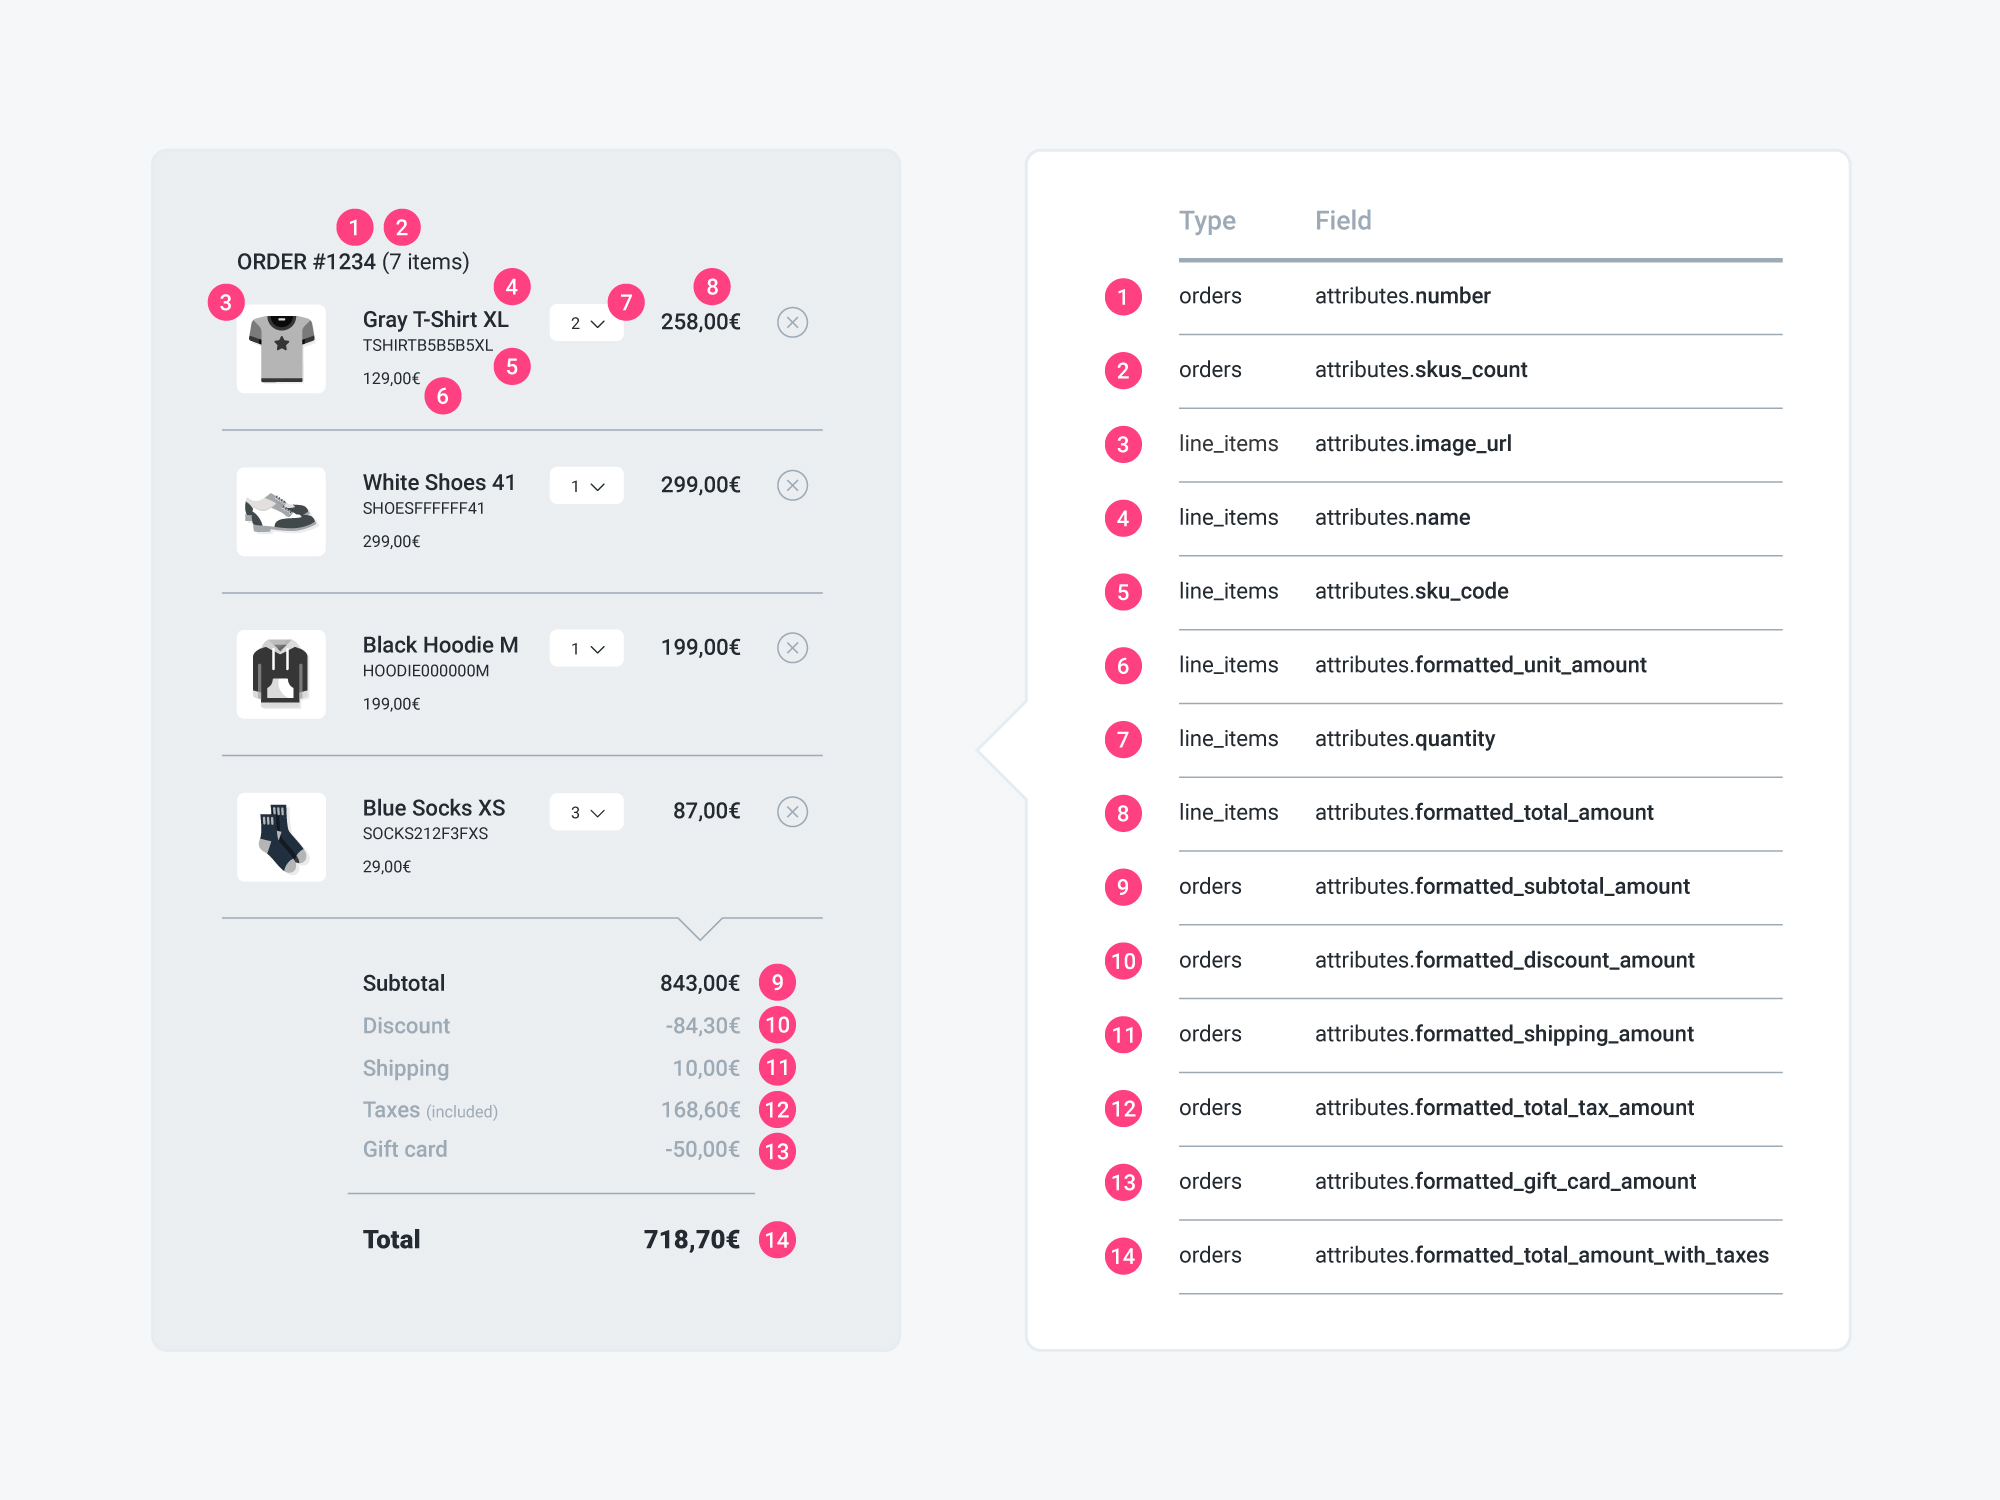 1 2
ORDER #1234 (7 items)
3 4 7 8
Gray T-Shirt XL 2 258,00€
TSHIRTB5B5B5XL
5
129,00€
6
White Shoes 41 1 299,00€
SHOESFFFFFF41
299,00€
Black Hoodie M 1 199,00€
HOODIE000000M
199,00€
Blue Socks XS 3 87,00€
SOCKS212F3FXS
29,00€
Subtotal 843,00€ 9
Discount -84,30€ 10
Shipping 10,00€ 11
Taxes (included) 168,60€ 12
Gift card -50,00€ 13
Total 718,70€ 14
Type Field
1 orders attributes.number
2 orders attributes.skus_count
3 line_items attributes.image_url
4 line_items attributes.name
5 line_items attributes.sku_code
6 line_items attributes.formatted_unit_amount
7 line_items attributes.quantity
8 line_items attributes.formatted_total_amount
9 orders attributes.formatted_subtotal_amount
10 orders attributes.formatted_discount_amount
11 orders attributes.formatted_shipping_amount
12 orders attributes.formatted_total_tax_amount
13 orders attributes.formatted_gift_card_amount
14 orders attributes.formatted_total_amount_with_taxes